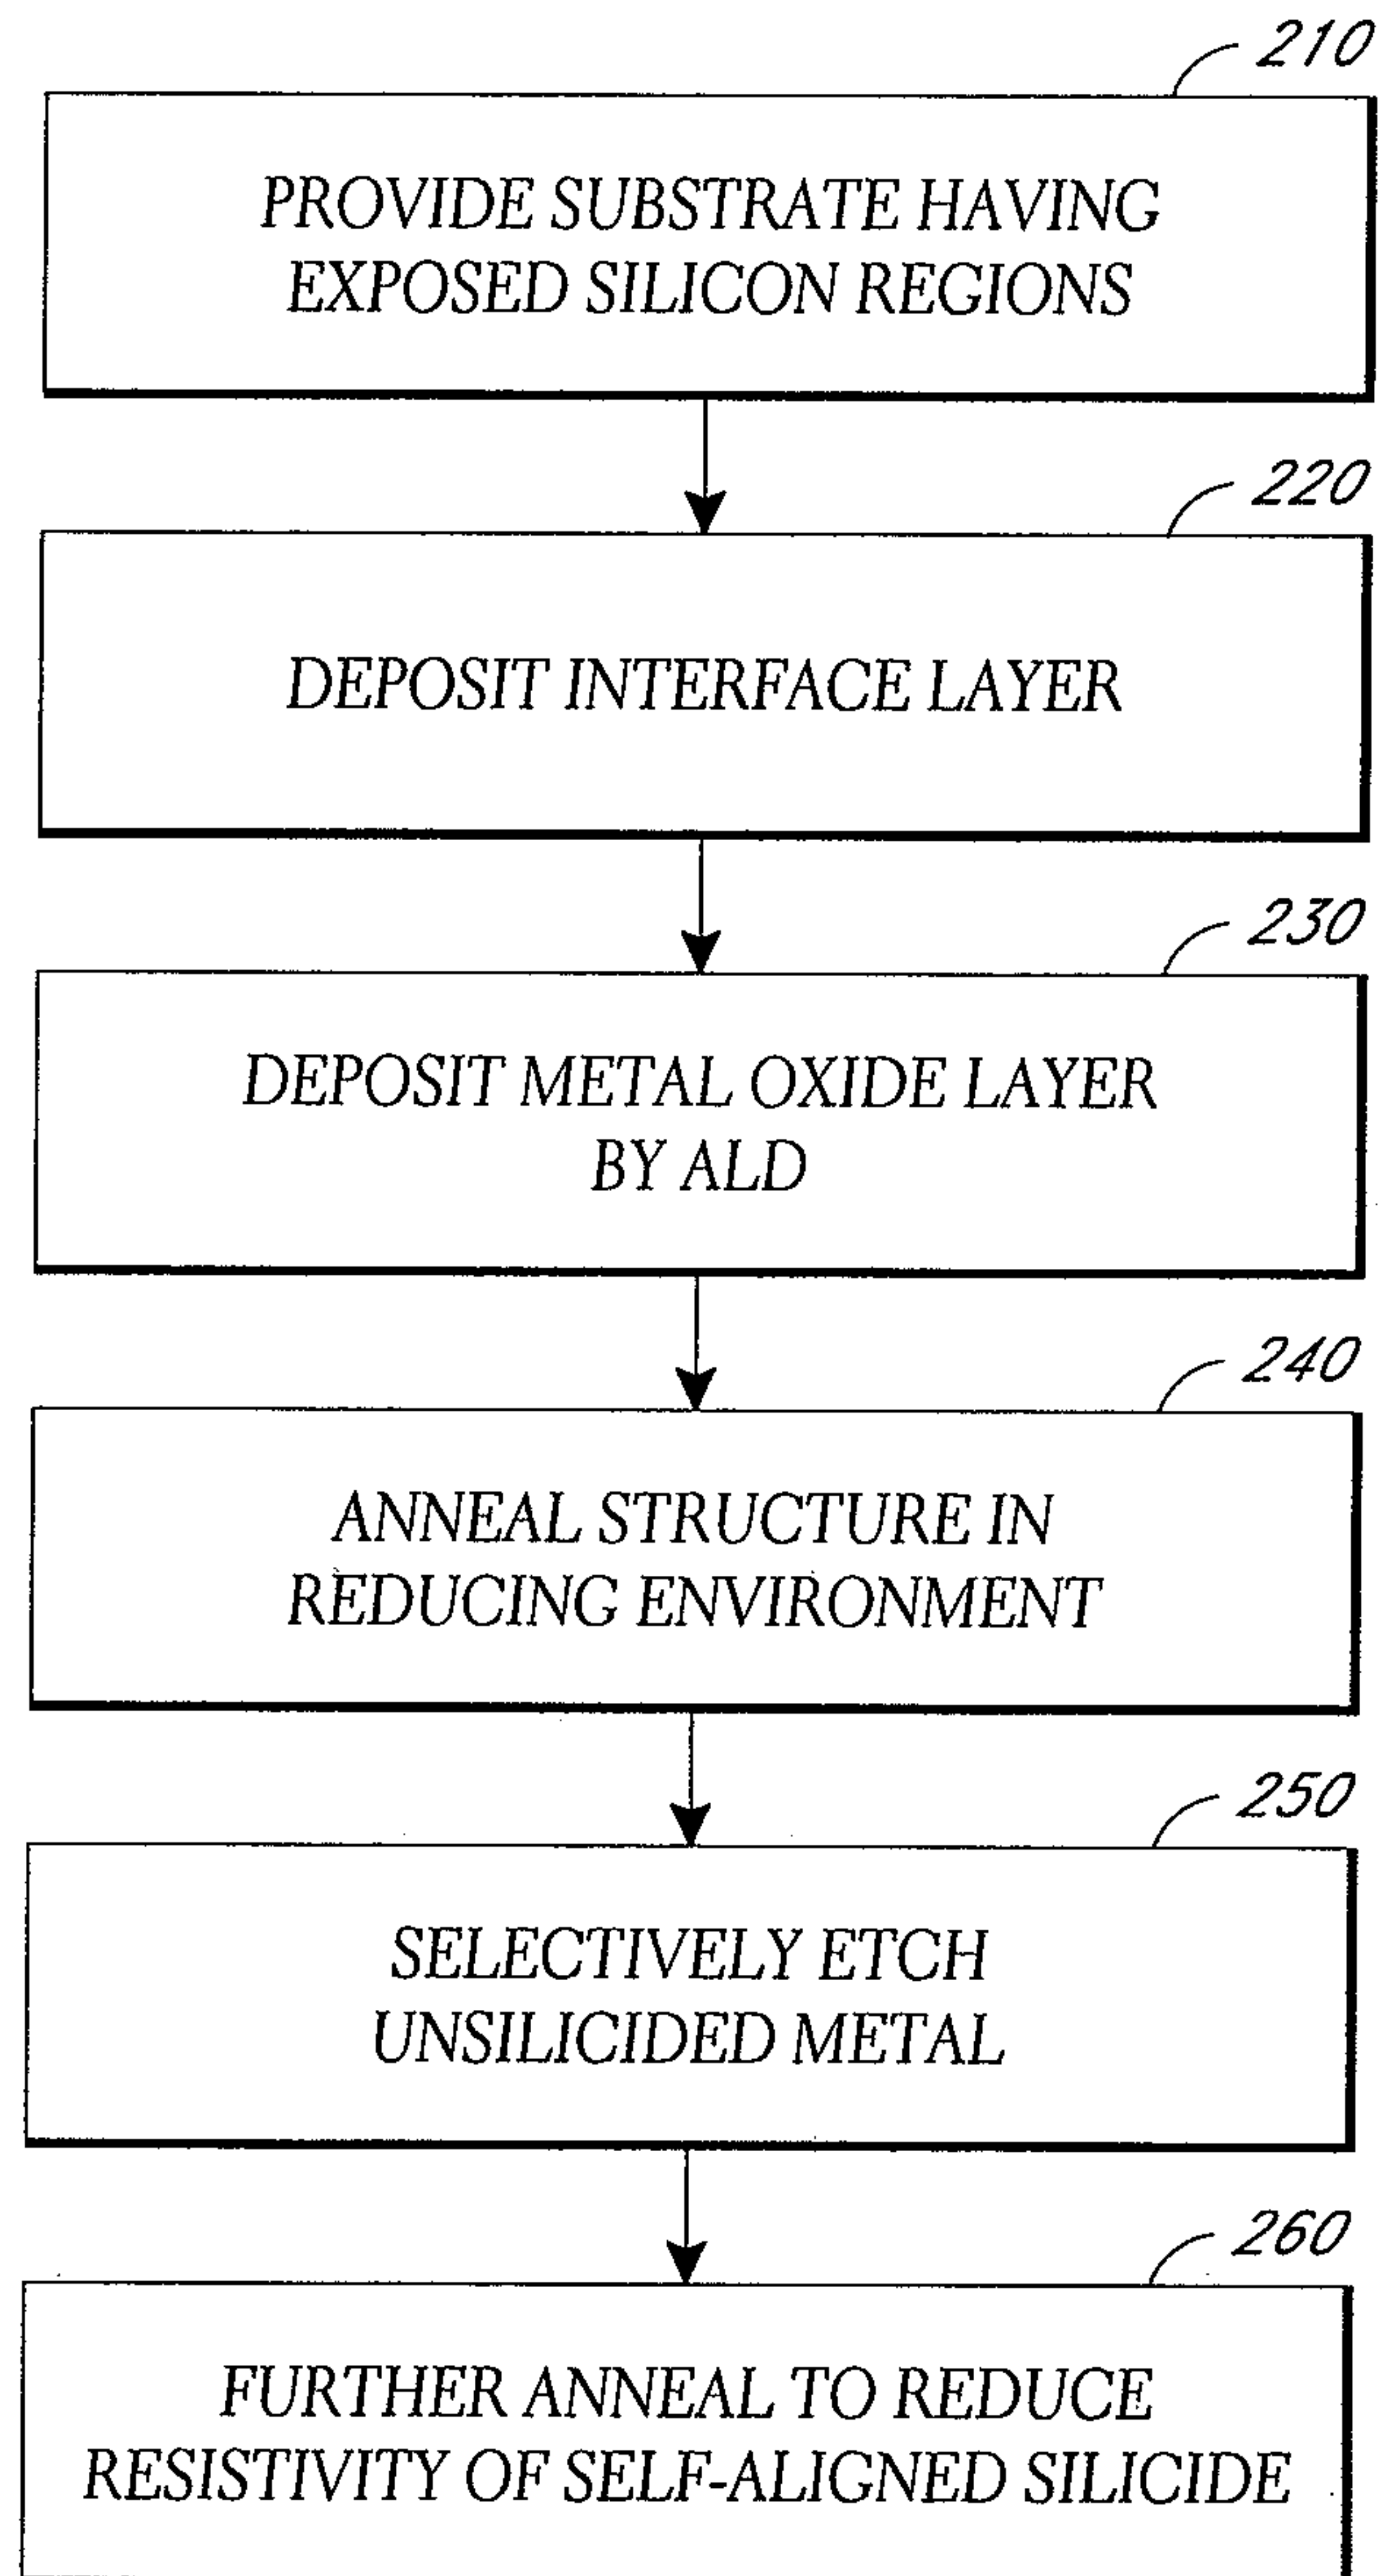 210
PROVIDE SUBSTRATE HAVING
EXPOSED SILICON REGIONS
220
DEPOSIT INTERFACE LAYER
230
DEPOSIT METAL OXIDE LAYER
BY ALD
240
ANNEAL STRUCTURE IN
REDUCING ENVIRONMENT
250
SELECTIVELY ETCH
UNSILICIDED METAL
260
FURTHER ANNEAL TO REDUCE
RESISTIVITY OF SELF-ALIGNED SILICIDE